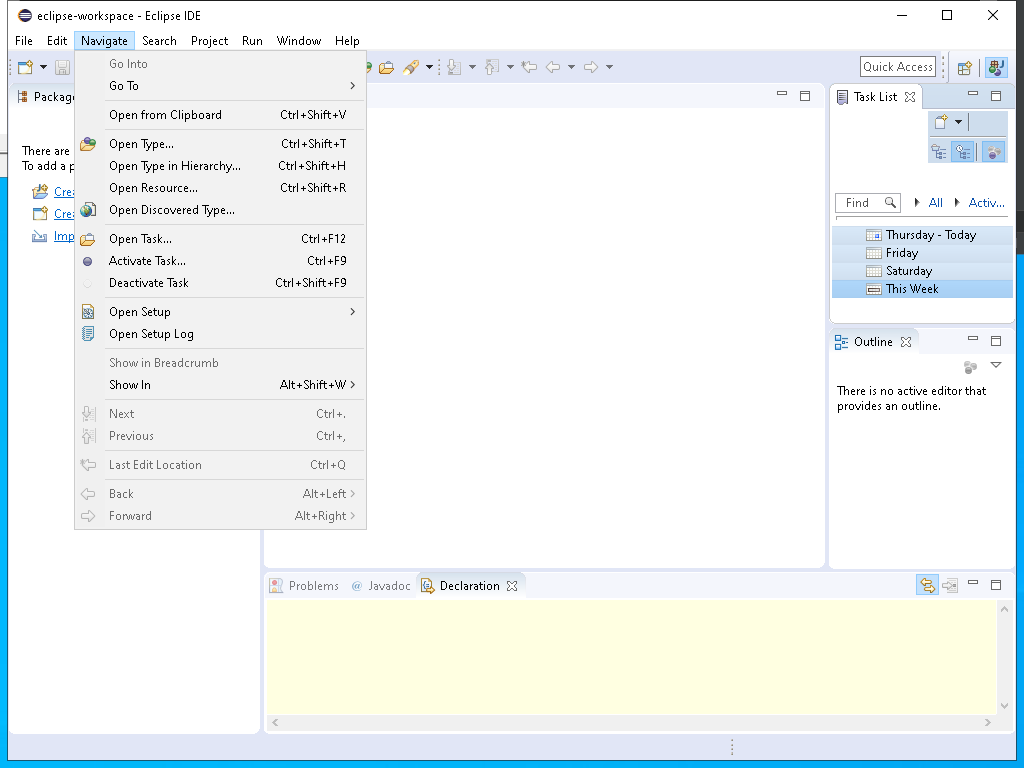 eclipse-workspace - Eclipse IDE
File Edit Navigate Search Project Run Window Help
Quick Access
Go Into
Go To
Open from Clipboard Ctrl+Shift+V
Open Type... Ctrl+Shift+T
Open Type in Hierarchy... Ctrl+Shift+H
Open Resource... Ctrl+Shift+R
Open Discovered Type...
Open Task... Ctrl+F12
Activate Task... Ctrl+F9
Deactivate Task Ctrl+Shift+F9
Open Setup
Open Setup Log
Show in Breadcrumb
Show In Alt+Shift+W
Next Ctrl+.
Previous Ctrl+,
Last Edit Location Ctrl+Q
Back Alt+Left
Forward Alt+Right
Package
There are
To add a p
Crea
Crea
Imp
Task List
Find All Activ...
Thursday - Today
Friday
Saturday
This Week
Outline
There is no active editor that
provides an outline.
Problems @ Javadoc Declaration